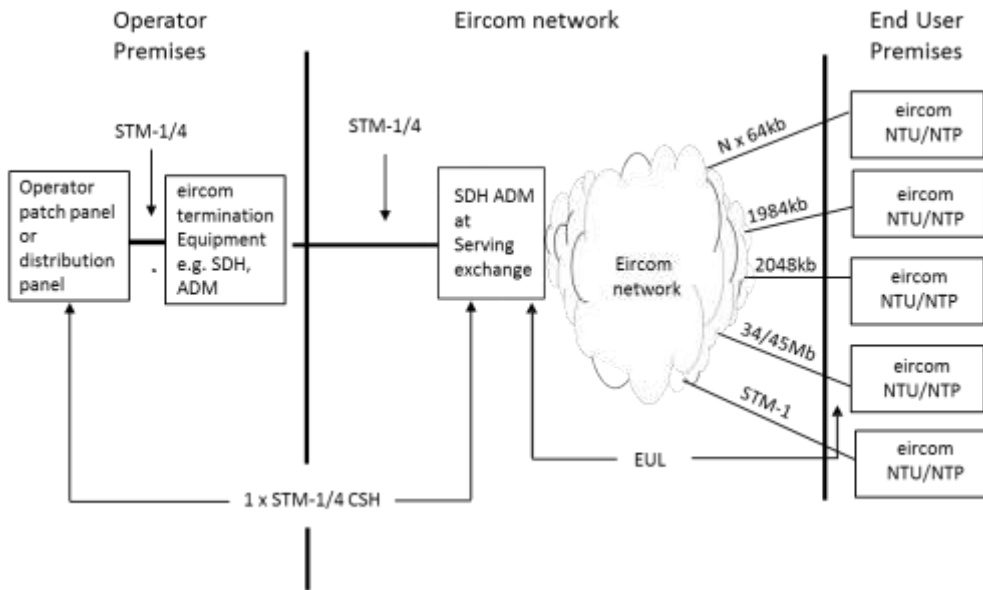 Operator
Premises
Eircom network
End User
Premises
STM-1/4
STM-1/4
Operator
patch panel
or
distribution
panel
eircom
termination
Equipment
e.g. SDH,
ADM
SDH ADM
at
Serving
exchange
Eircom
network
N x 64kb
1984kb
2048kb
34/45Mb
STM-1
eircom
NTU/NTP
eircom
NTU/NTP
eircom
NTU/NTP
eircom
NTU/NTP
eircom
NTU/NTP
EUL
1 x STM-1/4 CSH